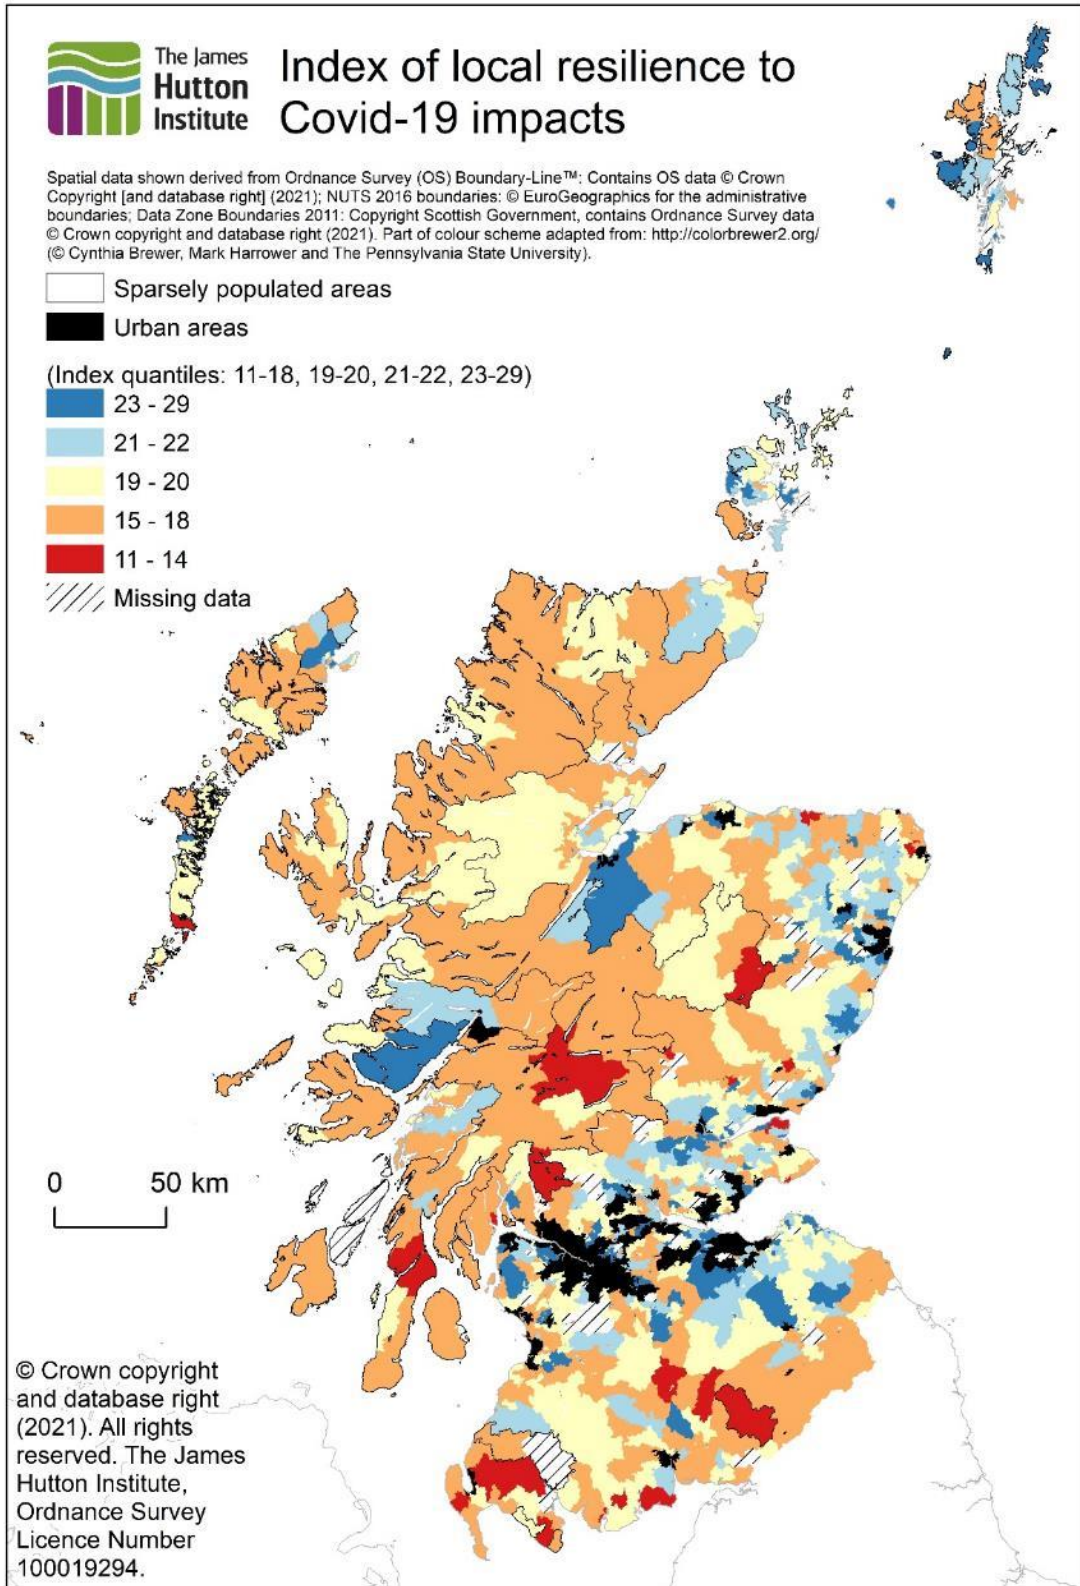 The James
Hutton
Institute
Index of local resilience to
Covid-19 impacts
Spatial data shown derived from Ordnance Survey (OS) Boundary-Line™: Contains OS data © Crown
Copyright [and database right] (2021); NUTS 2016 boundaries: © EuroGeographics for the administrative
boundaries; Data Zone Boundaries 2011: Copyright Scottish Government, contains Ordnance Survey data
© Crown copyright and database right (2021). Part of colour scheme adapted from: http://colorbrewer2.org/
(© Cynthia Brewer, Mark Harrower and The Pennsylvania State University).
Sparsely populated areas
Urban areas
(Index quantiles: 11-18, 19-20, 21-22, 23-29)
23 - 29
21 - 22
19 - 20
15 - 18
11 - 14
Missing data
0 50 km
© Crown copyright
and database right
(2021). All rights
reserved. The James
Hutton Institute,
Ordnance Survey
Licence Number
100019294.